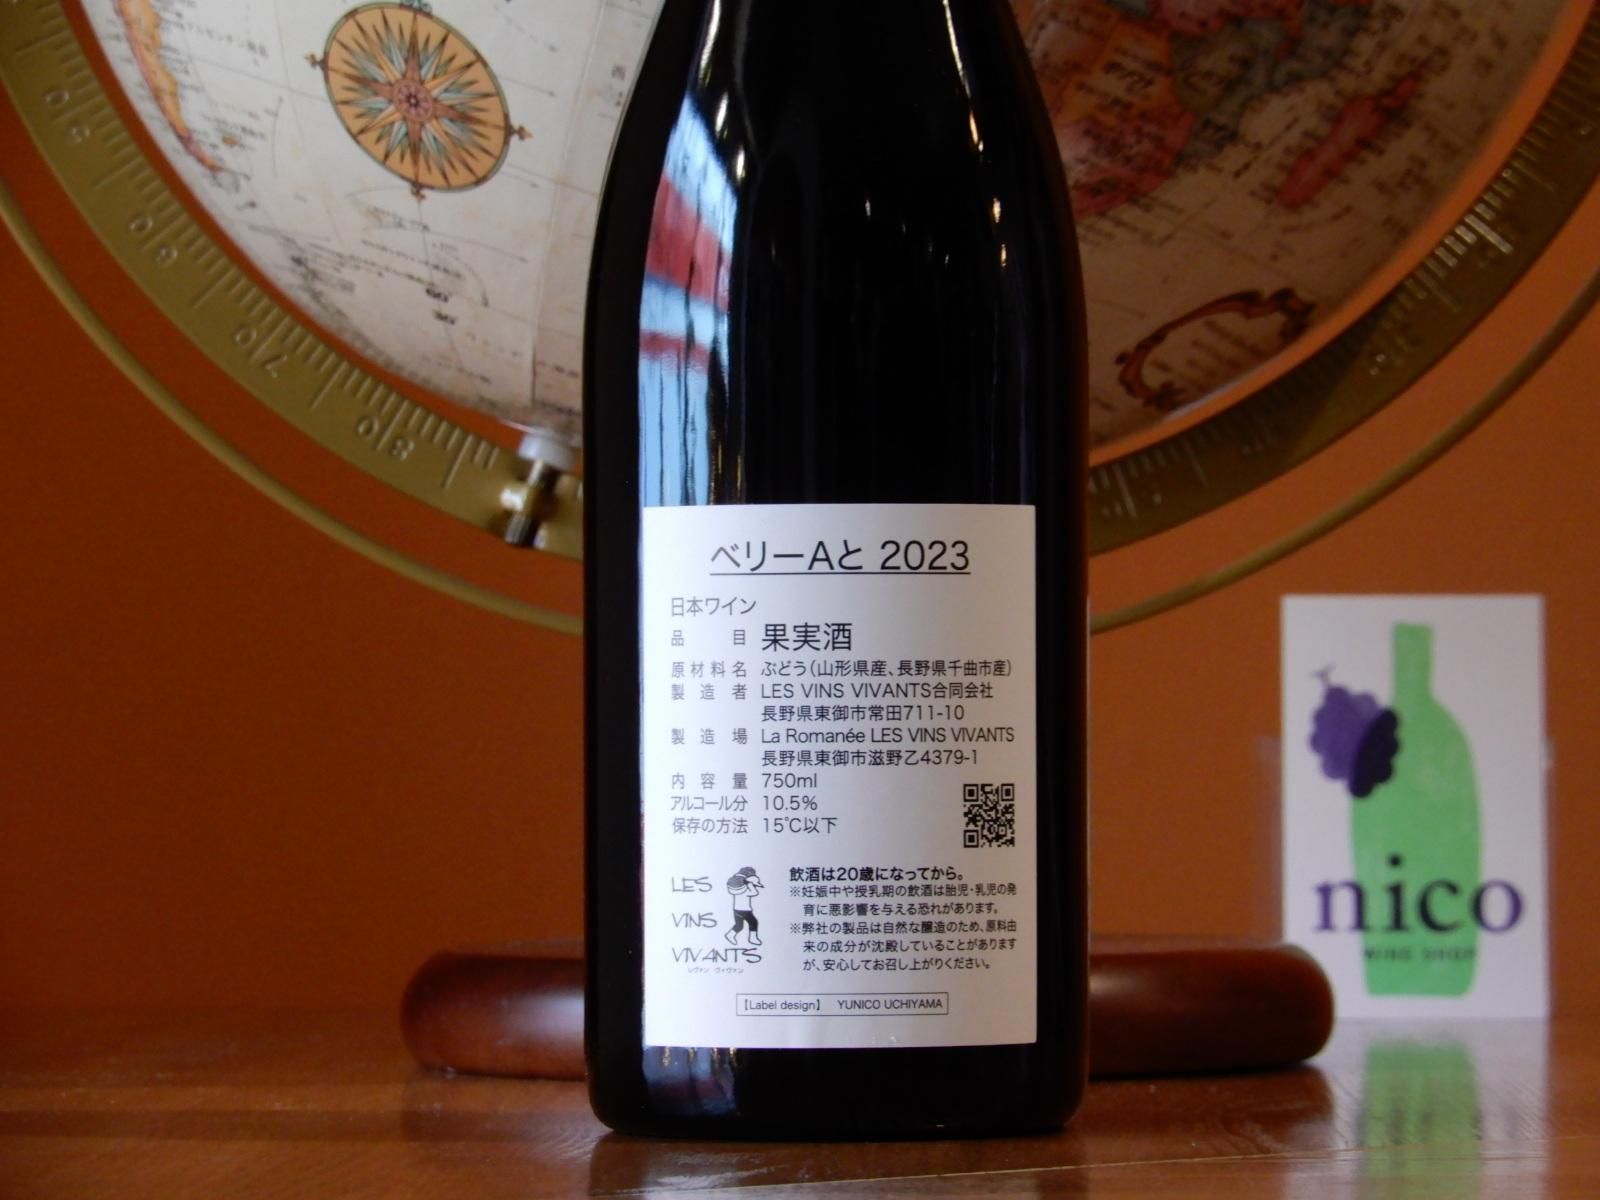 ベリーAと 2023
日本ワイン
品目 果実酒
原材料名 ぶどう(山形県産、長野県千曲市産)
製造者 LES VINS VIVANTS合同会社
長野県東御市常田711-10
製造場 La Romanée LES VINS VIVANTS
長野県東御市滋野乙4379-1
内容量 750ml
アルコール分 10.5%
保存の方法 15℃以下
LES
VINS
VIVANTS
レヴァン ヴィヴァン
飲酒は20歳になってから。
※妊娠中や授乳期の飲酒は胎児・乳児の発
育に悪影響を与える恐れがあります。
※弊社の製品は自然な醸造のため、原料由
来の成分が沈殿していることがあります
が、安心してお召し上がりください。
【Label design】 YUNICO UCHIYAMA
nico
WINE SHOP
70
80